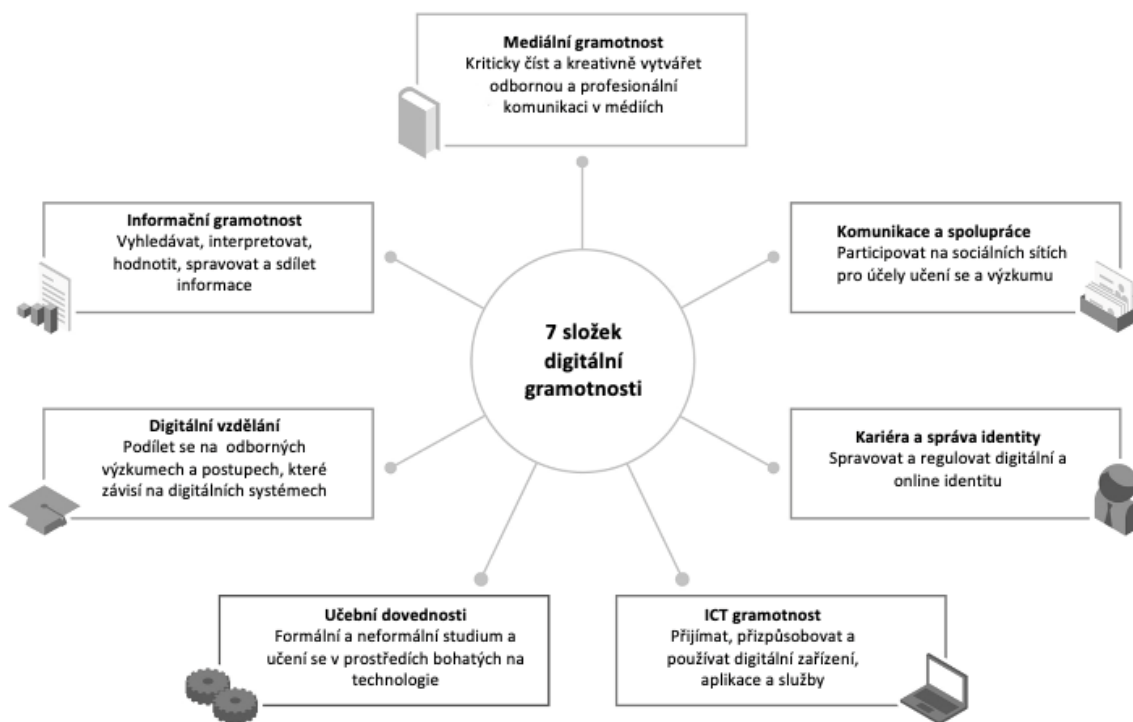 Mediální gramotnost
Kriticky číst a kreativně vytvářet
odbornou a profesionální
komunikaci v médiích
Informační gramotnost
Vyhledávat, interpretovat,
hodnotit, spravovat a sdílet
informace
Komunikace a spolupráce
Participovat na sociálních sítích
pro účely učení se a výzkumu
7 složek
digitální
gramotnosti
Digitální vzdělání
Podílet se na odborných
výzkumech a postupech, které
závisí na digitálních systémech
Kariéra a správa identity
Spravovat a regulovat digitální a
online identitu
Učební dovednosti
Formální a neformální studium a
učení se v prostředích bohatých na
technologie
ICT gramotnost
Přijímat, přizpůsobovat a
používat digitální zařízení,
aplikace a služby